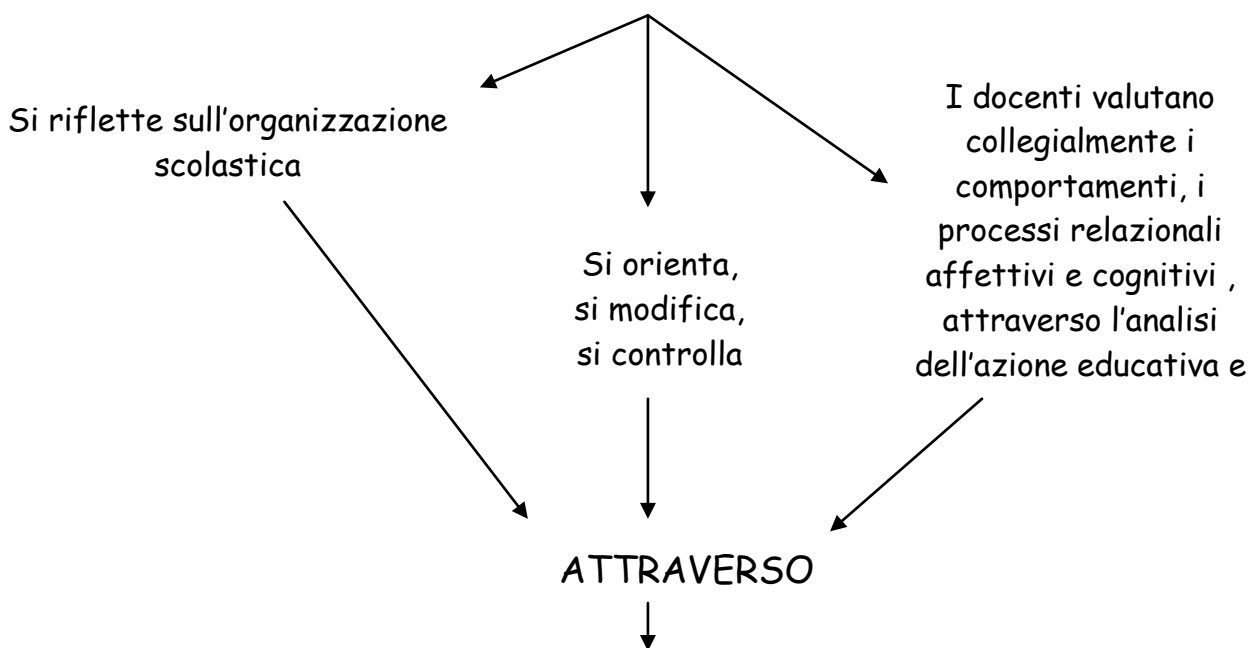 Si riflette sull'organizzazione
scolastica
Si orienta,
si modifica,
si controlla
I docenti valutano
collegialmente i
comportamenti, i
processi relazionali
affettivi e cognitivi ,
attraverso l'analisi
dell'azione educativa e
ATTRAVERSO